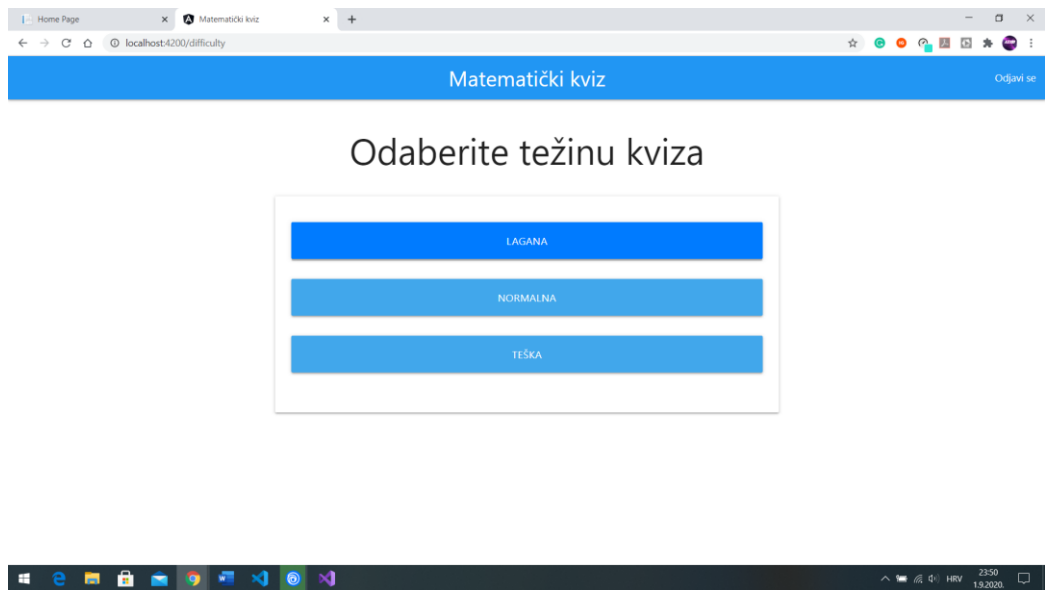 Home Page
Matematički kviz
localhost:4200/difficulty
Matematički kviz
Odjavi se
Odaberite težinu kviza
LAGANA
NORMALNA
TEŠKA
HRV
23:50
1.9.2020.